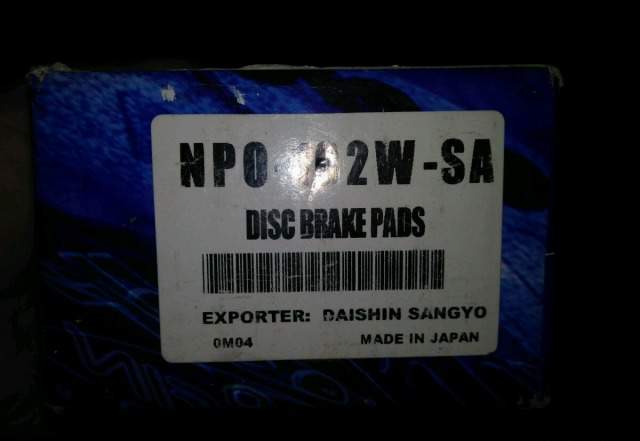 DISC BRAKE PADS
EXPORTER: DAISHIN SANGYO
0M04
MADE IN JAPAN